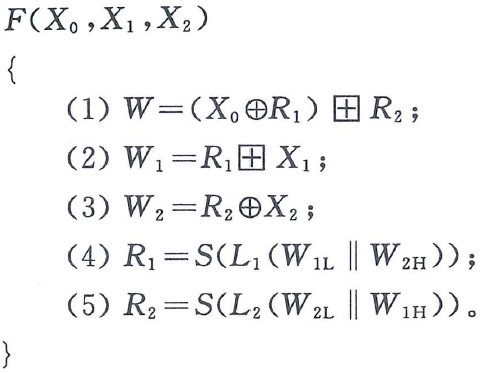 F(X₀,X₁,X₂)
{
(1) W=(X₀⊕R₁)⊞R₂;
(2) W₁=R₁⊞X₁;
(3) W₂=R₂⊕X₂;
(4) R₁=S(L₁(W₁L‖W₂H));
(5) R₂=S(L₂(W₂L‖W₁H))。
}